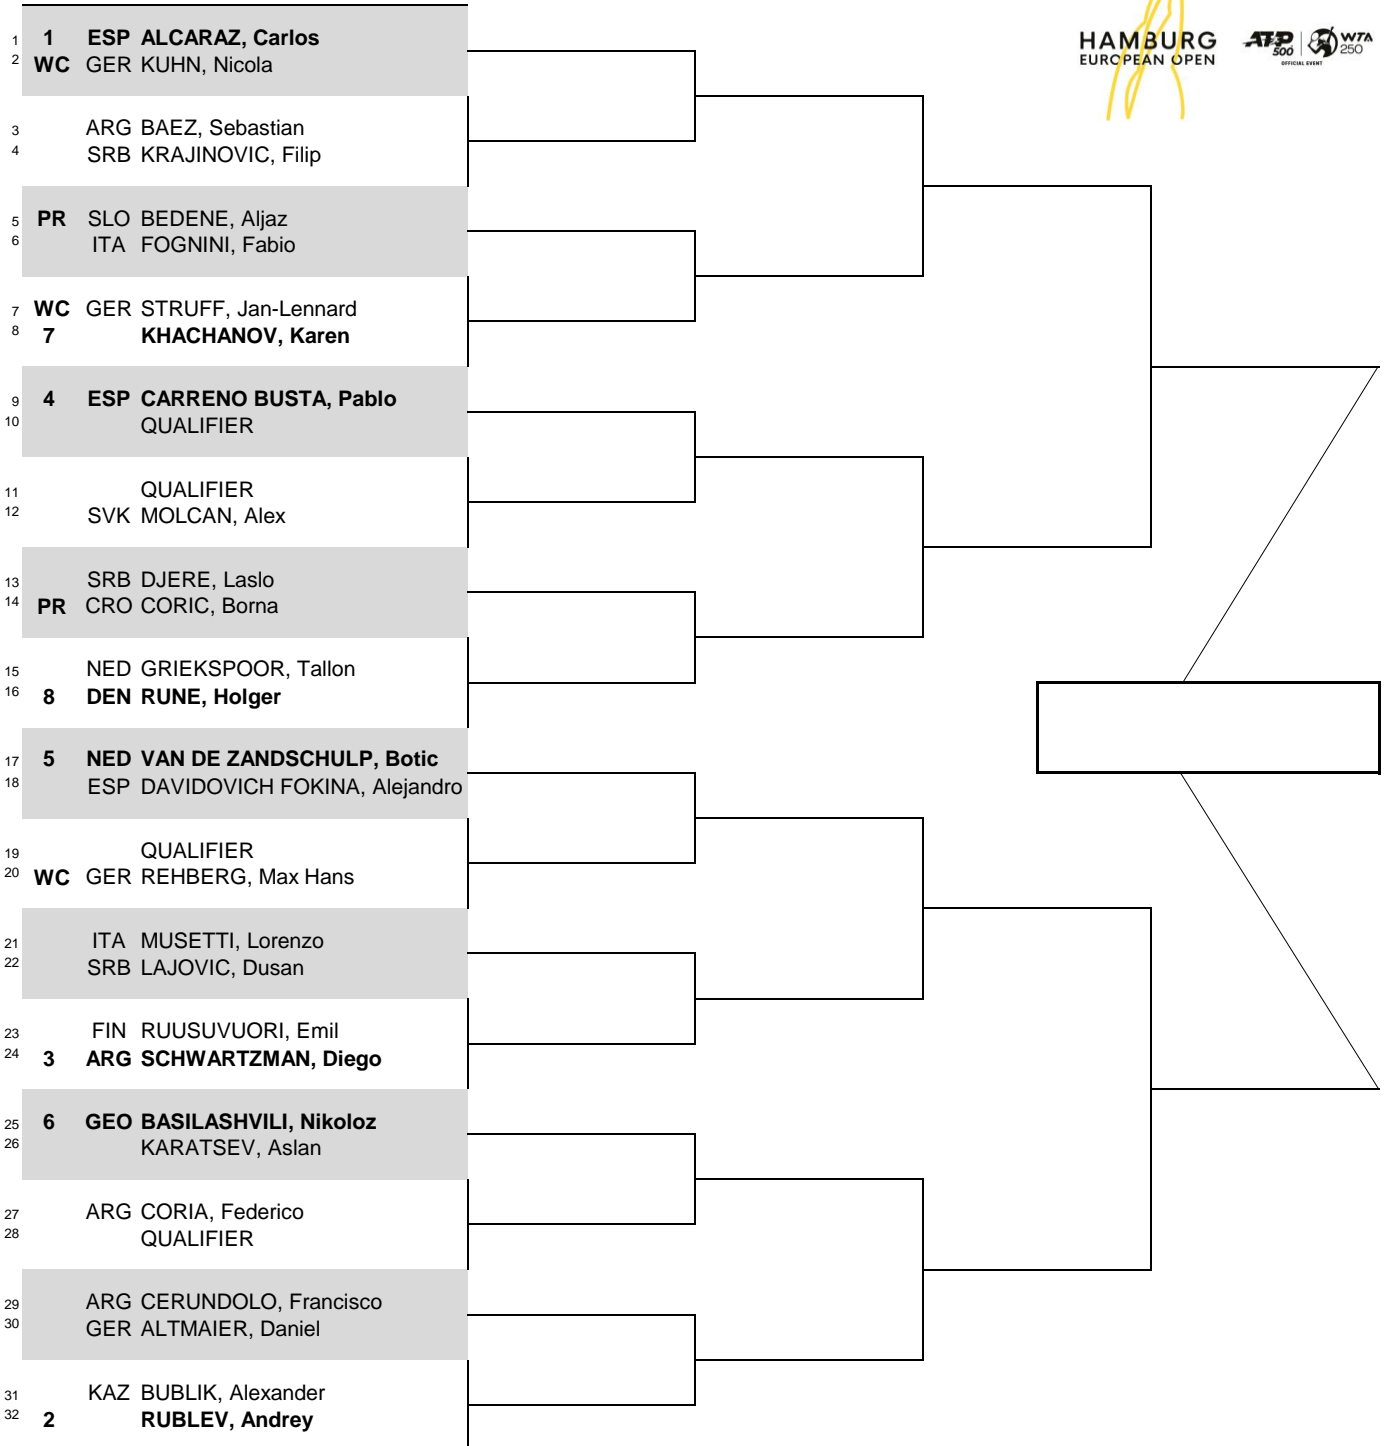 HAMBURG
EUROPEAN OPEN
ATP
500
OFFICIAL EVENT
WTA
250
1 1 ESP ALCARAZ, Carlos
2 WC GER KUHN, Nicola
3 ARG BAEZ, Sebastian
4 SRB KRAJINOVIC, Filip
5 PR SLO BEDENE, Aljaz
6 ITA FOGNINI, Fabio
7 WC GER STRUFF, Jan-Lennard
8 7 KHACHANOV, Karen
9 4 ESP CARRENO BUSTA, Pablo
10 QUALIFIER
11 QUALIFIER
12 SVK MOLCAN, Alex
13 SRB DJERE, Laslo
14 PR CRO CORIC, Borna
15 NED GRIEKSPOOR, Tallon
16 8 DEN RUNE, Holger
17 5 NED VAN DE ZANDSCHULP, Botic
18 ESP DAVIDOVICH FOKINA, Alejandro
19 QUALIFIER
20 WC GER REHBERG, Max Hans
21 ITA MUSETTI, Lorenzo
22 SRB LAJOVIC, Dusan
23 FIN RUUSUVUORI, Emil
24 3 ARG SCHWARTZMAN, Diego
25 6 GEO BASILASHVILI, Nikoloz
26 KARATSEV, Aslan
27 ARG CORIA, Federico
28 QUALIFIER
29 ARG CERUNDOLO, Francisco
30 GER ALTMAIER, Daniel
31 KAZ BUBLIK, Alexander
32 2 RUBLEV, Andrey